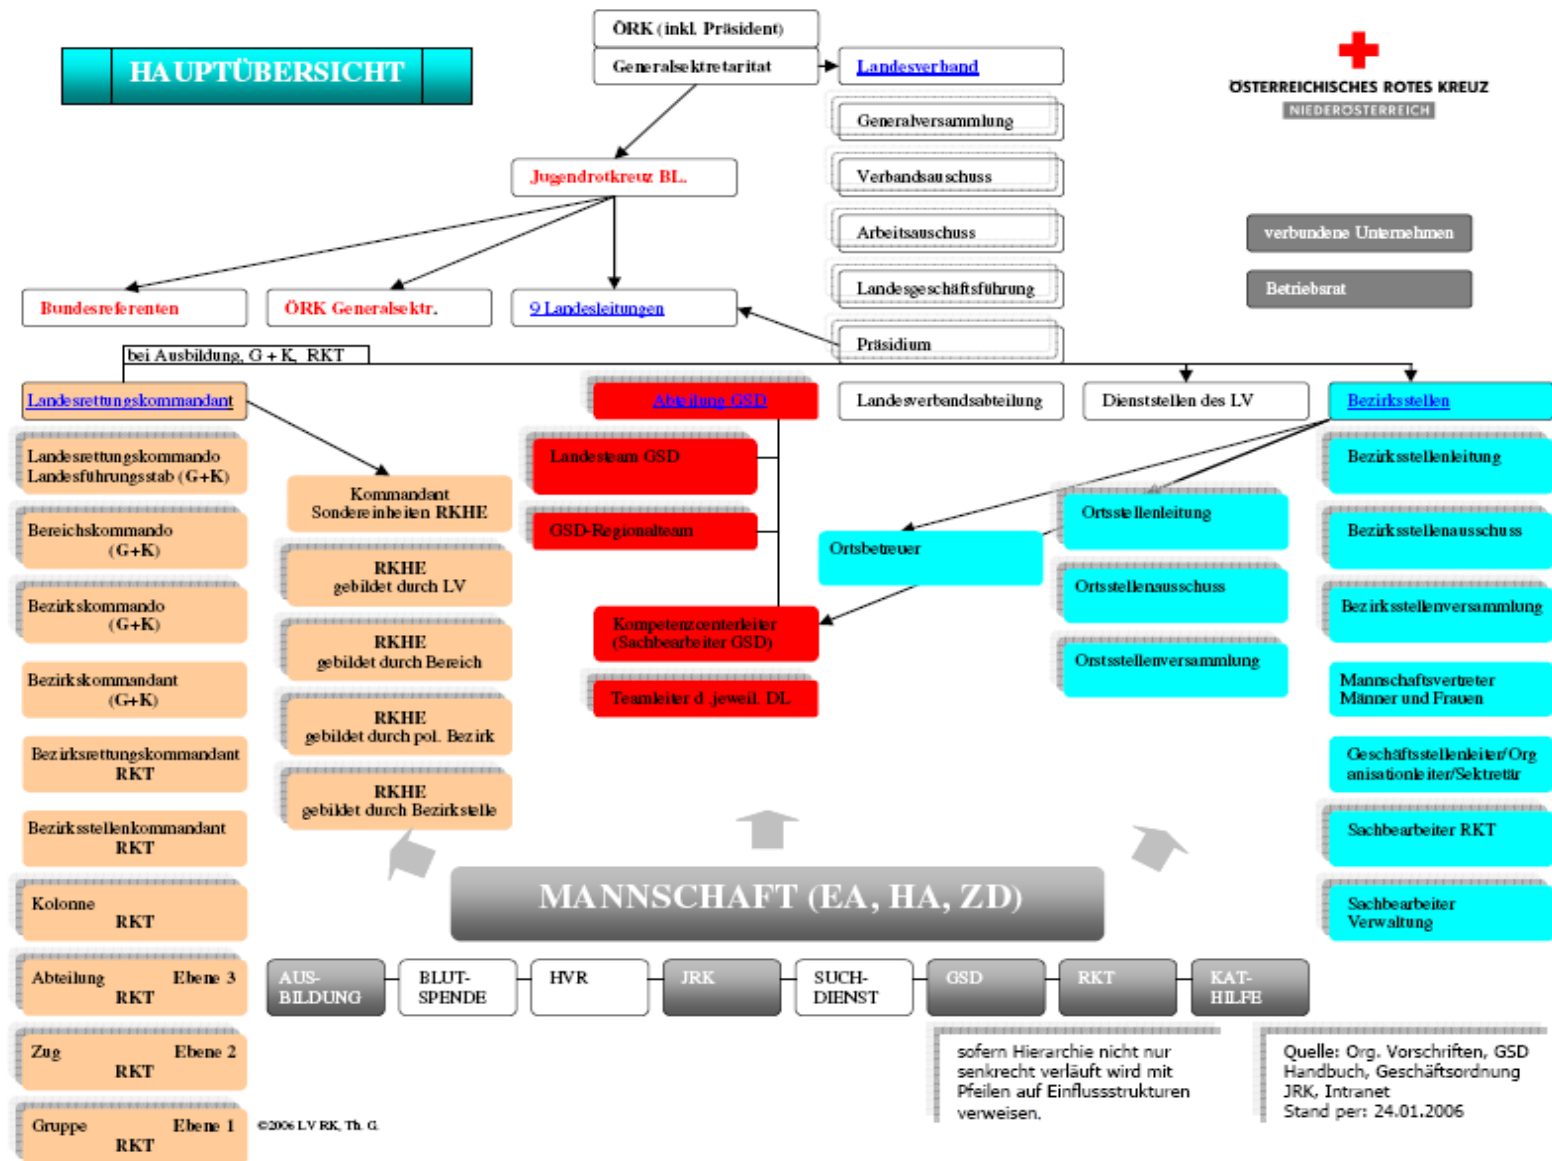 ÖRK (inkl. Präsident)
HAUPTÜBERSICHT
Generalsektretaritat
Landesverband
ÖSTERREICHISCHES ROTES KREUZ
NIEDERÖSTERREICH
Generalversammlung
Jugendrotkreuz BL.
Verbandsauschuss
Arbeitsauschuss
verbundene Unternehmen
Landesgeschäftsführung
Betriebsrat
Bundesreferenten
ÖRK Generalsektr.
9 Landesleitungen
Präsidium
bei Ausbildung, G + K, RKT
Landesrettungskommandant
Abteilung GSD
Landesverbandsabteilung
Dienststellen des LV
Bezirksstellen
Landesrettungskommando
Landesführungsstab (G+K)
Bereichskommando
(G+K)
Bezirkskommando
(G+K)
Bezirkskommandant
(G+K)
Bezirksrettungskommandant
RKT
Bezirksstellenkommandant
RKT
Kolonne
RKT
Abteilung Ebene 3
RKT
Zug Ebene 2
RKT
Gruppe Ebene 1
RKT
Kommandant
Sondereinheiten RKHE
RKHE
gebildet durch LV
RKHE
gebildet durch Bereich
RKHE
gebildet durch pol. Bezirk
RKHE
gebildet durch Bezirkstelle
Landesteam GSD
GSD-Regionalteam
Kompetenzcenterleiter
(Sachbearbeiter GSD)
Teamleiter d .jeweil. DL
Ortsbetreuer
Ortsstellenleitung
Ortsstellenausschuss
Orstsstellenversammlung
Bezirksstellenleitung
Bezirksstellenausschuss
Bezirksstellenversammlung
Mannschaftsvertreter
Männer und Frauen
Geschäftsstellenleiter/Org
anisationleiter/Sektretär
Sachbearbeiter RKT
Sachbearbeiter
Verwaltung
MANNSCHAFT (EA, HA, ZD)
AUS-
BILDUNG
BLUT-
SPENDE
HVR
JRK
SUCH-
DIENST
GSD
RKT
KAT-
HILFE
sofern Hierarchie nicht nur
senkrecht verläuft wird mit
Pfeilen auf Einflussstrukturen
verweisen.
Quelle: Org. Vorschriften, GSD
Handbuch, Geschäftsordnung
JRK, Intranet
Stand per: 24.01.2006
©2006 LV RK, Th. G.